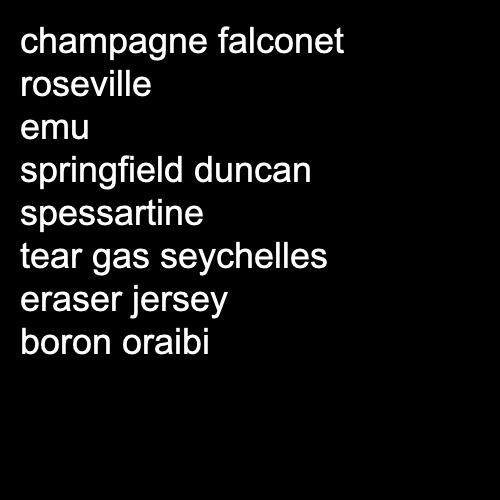 champagne falconet
roseville
emu
springfield duncan
spessartine
tear gas seychelles
eraser jersey
boron oraibi